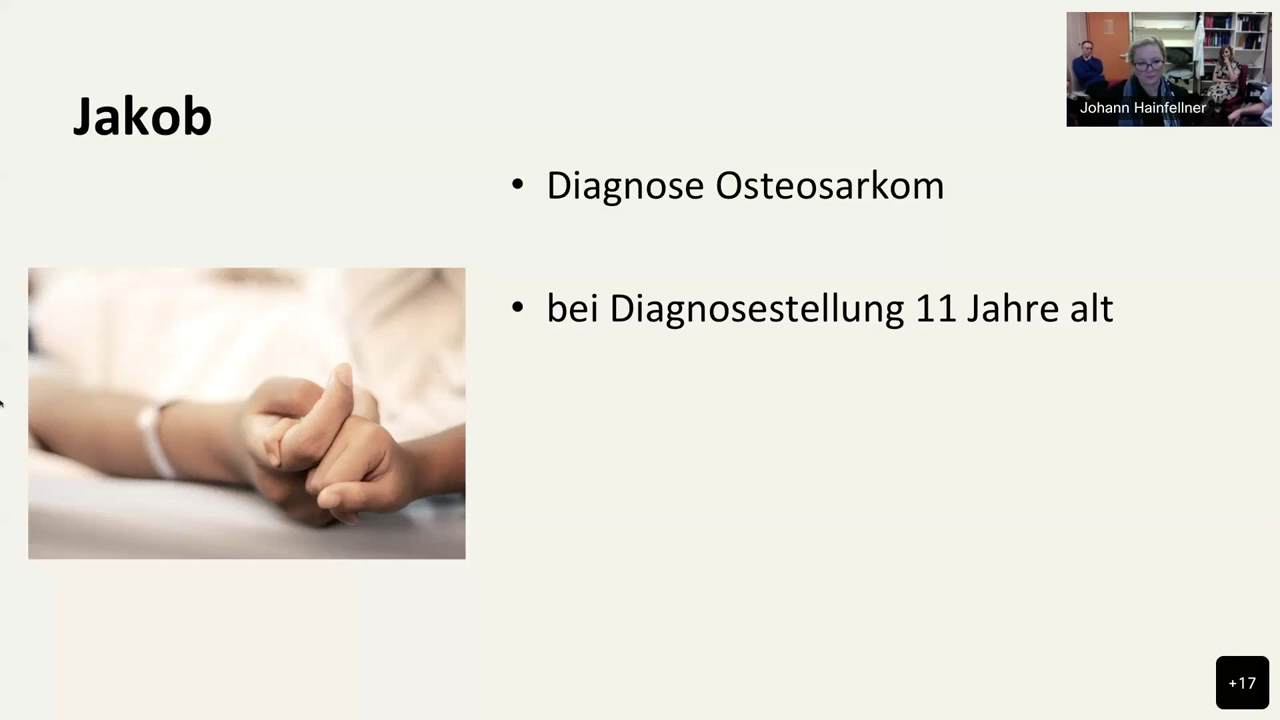 Jakob
Johann Hainfellner
• Diagnose Osteosarkom
• bei Diagnosestellung 11 Jahre alt
+17